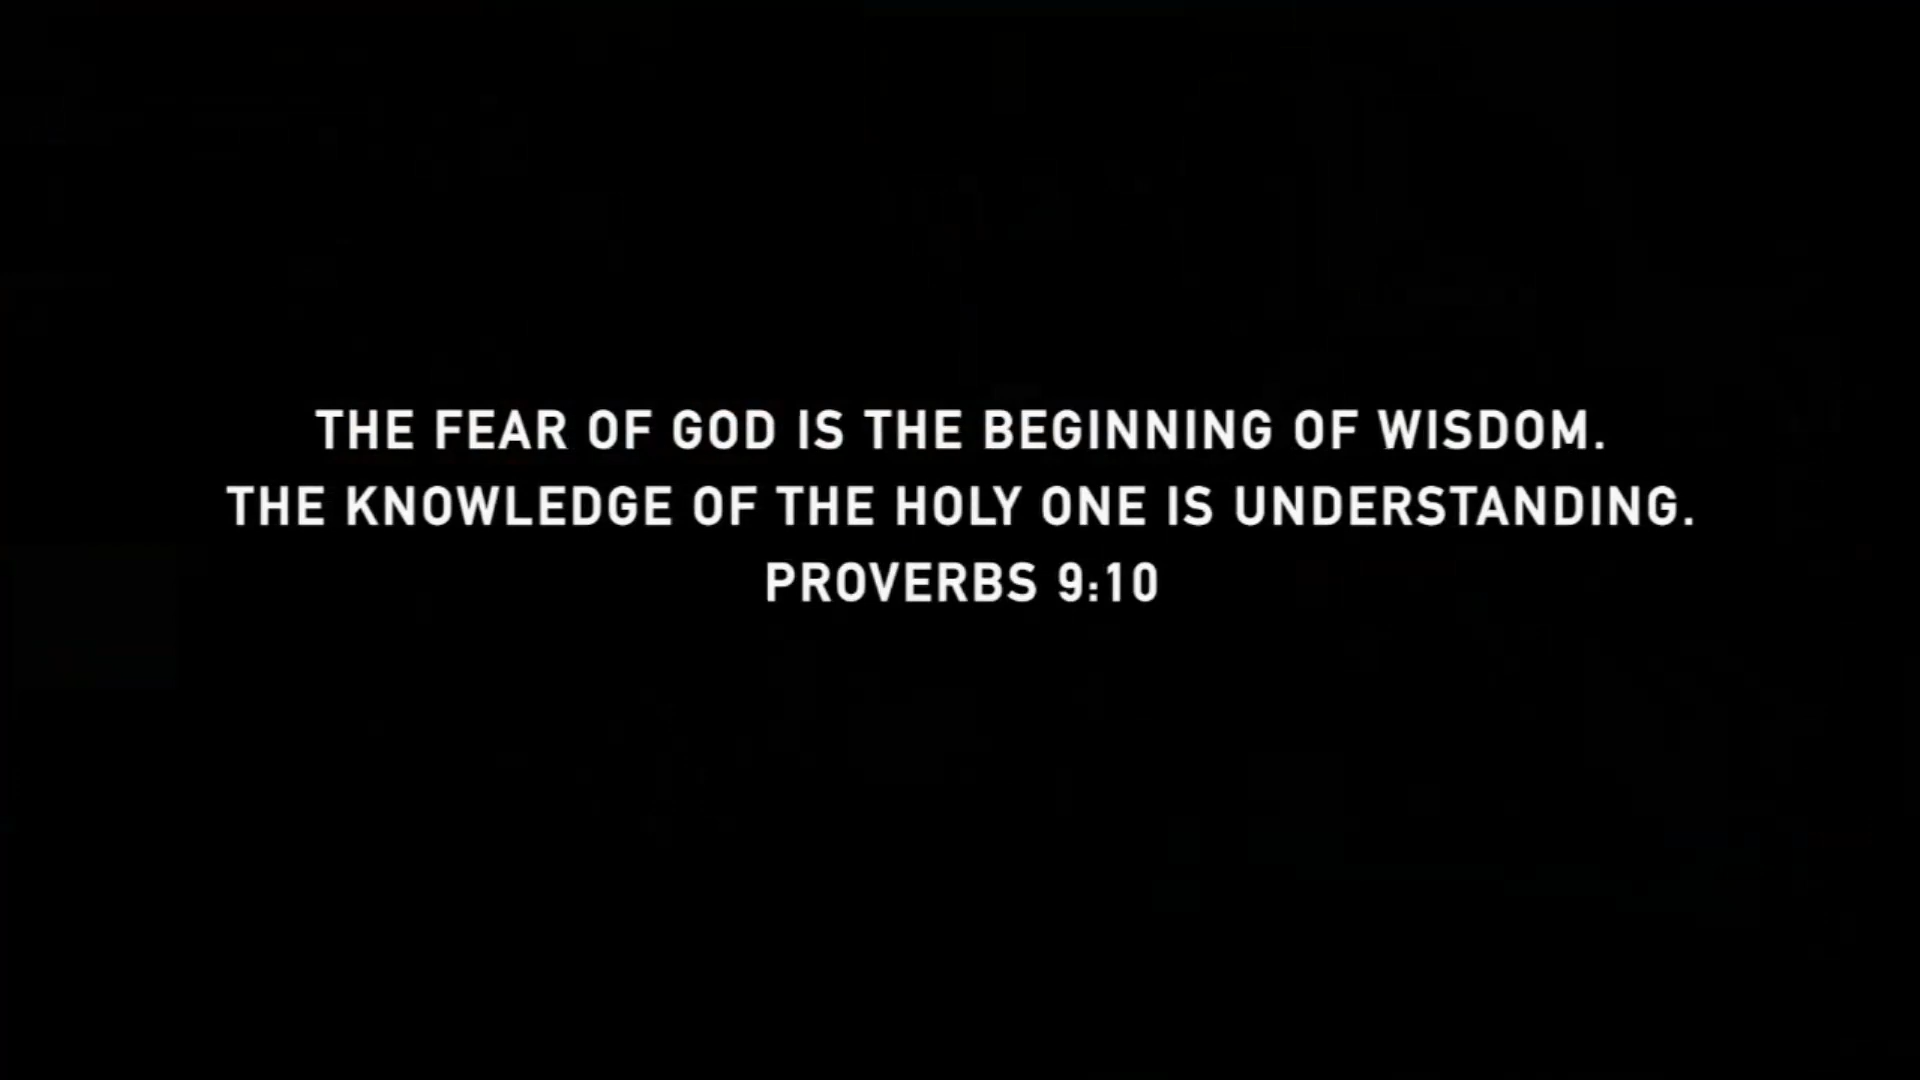 THE FEAR OF GOD IS THE BEGINNING OF WISDOM.
THE KNOWLEDGE OF THE HOLY ONE IS UNDERSTANDING.
PROVERBS 9:10